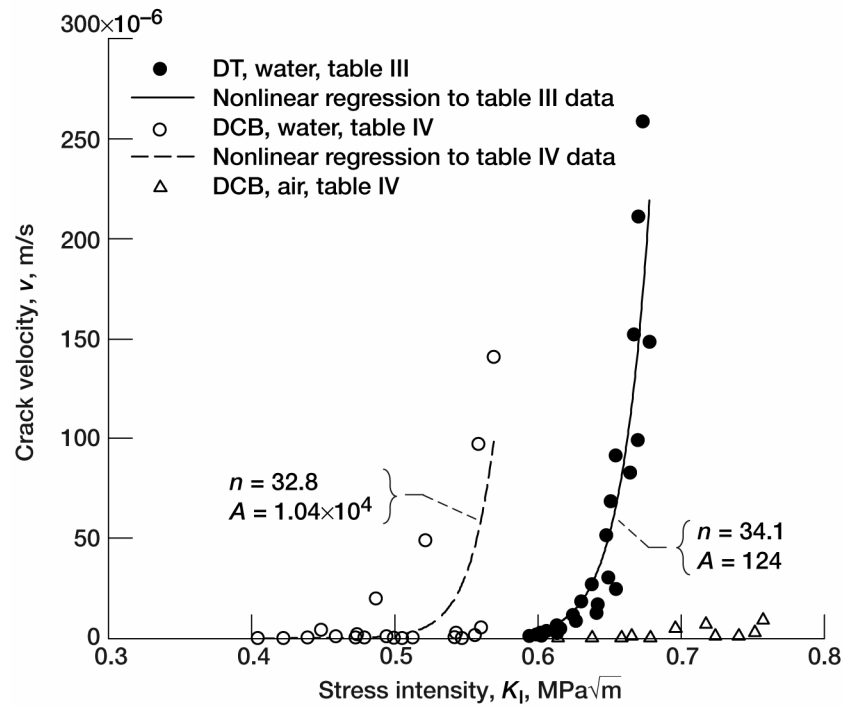 300×10⁻⁶
DT, water, table III
Nonlinear regression to table III data
DCB, water, table IV
Nonlinear regression to table IV data
DCB, air, table IV
250
200
150
100
50
0
Crack velocity, v, m/s
n = 32.8
A = 1.04×10⁴
n = 34.1
A = 124
0.3 0.4 0.5 0.6 0.7 0.8
Stress intensity, K_I, MPa√m